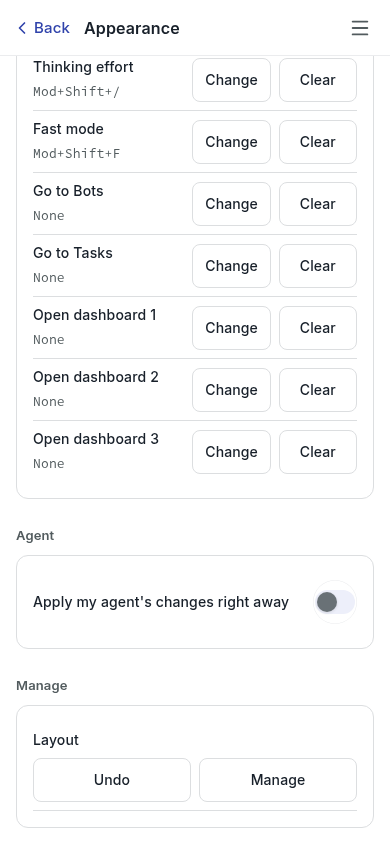 Back Appearance
Thinking effort
Mod+Shift+/
Change Clear
Fast mode
Mod+Shift+F
Change Clear
Go to Bots
None
Change Clear
Go to Tasks
None
Change Clear
Open dashboard 1
None
Change Clear
Open dashboard 2
None
Change Clear
Open dashboard 3
None
Change Clear
Agent
Apply my agent's changes right away
Manage
Layout
Undo Manage